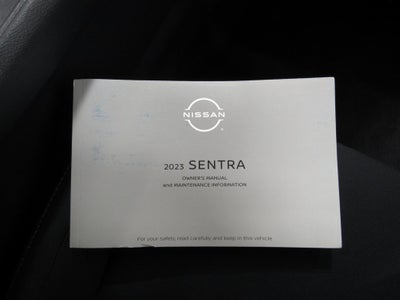 NISSAN
2023 SENTRA
OWNER'S MANUAL
and MAINTENANCE INFORMATION
For your safety, read carefully and keep in this vehicle.